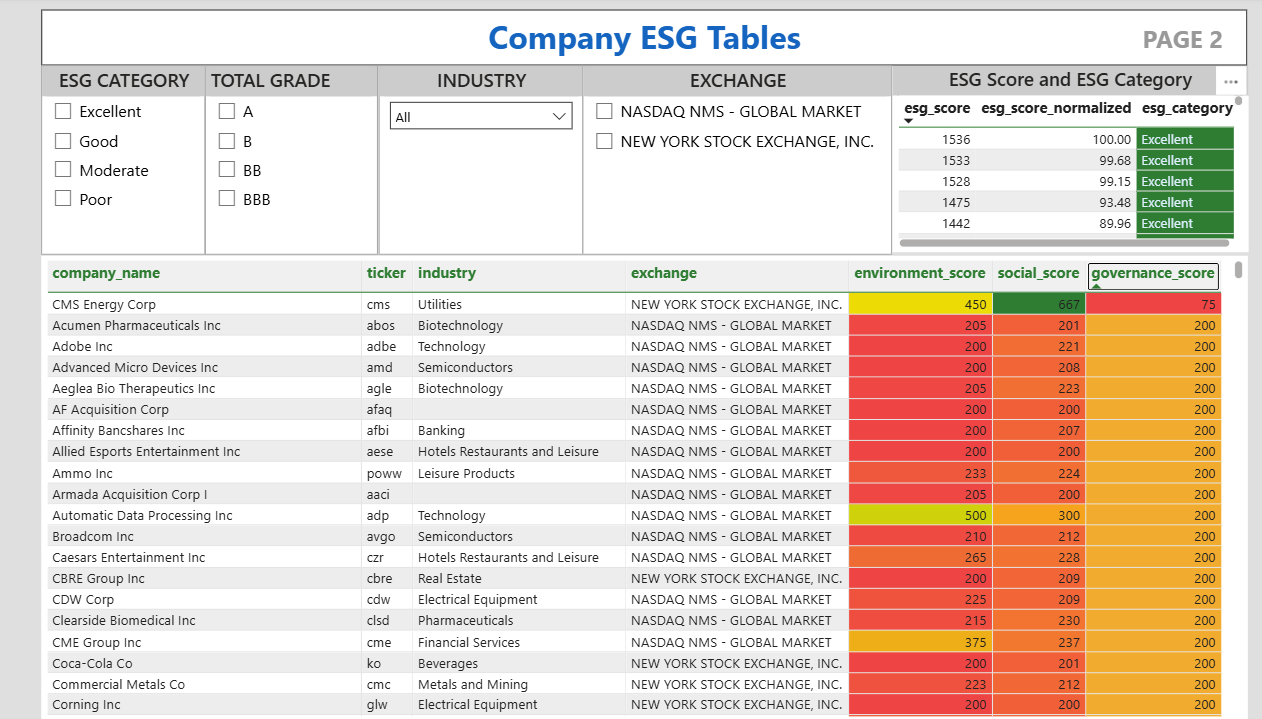 Company ESG Tables
PAGE 2
ESG CATEGORY
Excellent
Good
Moderate
Poor
TOTAL GRADE
A
B
BB
BBB
INDUSTRY
All
EXCHANGE
NASDAQ NMS - GLOBAL MARKET
NEW YORK STOCK EXCHANGE, INC.
ESG Score and ESG Category
esg_score esg_score_normalized esg_category
1536 100.00 Excellent
1533 99.68 Excellent
1528 99.15 Excellent
1475 93.48 Excellent
1442 89.96 Excellent
company_name ticker industry exchange environment_score social_score governance_score
CMS Energy Corp cms Utilities NEW YORK STOCK EXCHANGE, INC. 450 667 75
Acumen Pharmaceuticals Inc abos Biotechnology NASDAQ NMS - GLOBAL MARKET 205 201 200
Adobe Inc adbe Technology NASDAQ NMS - GLOBAL MARKET 200 221 200
Advanced Micro Devices Inc amd Semiconductors NASDAQ NMS - GLOBAL MARKET 200 208 200
Aeglea Bio Therapeutics Inc agle Biotechnology NASDAQ NMS - GLOBAL MARKET 205 223 200
AF Acquisition Corp afaq NASDAQ NMS - GLOBAL MARKET 200 200 200
Affinity Bancshares Inc afbi Banking NASDAQ NMS - GLOBAL MARKET 200 207 200
Allied Esports Entertainment Inc aese Hotels Restaurants and Leisure NASDAQ NMS - GLOBAL MARKET 200 200 200
Ammo Inc poww Leisure Products NASDAQ NMS - GLOBAL MARKET 233 224 200
Armada Acquisition Corp I aaci NASDAQ NMS - GLOBAL MARKET 205 200 200
Automatic Data Processing Inc adp Technology NASDAQ NMS - GLOBAL MARKET 500 300 200
Broadcom Inc avgo Semiconductors NASDAQ NMS - GLOBAL MARKET 210 212 200
Caesars Entertainment Inc czr Hotels Restaurants and Leisure NASDAQ NMS - GLOBAL MARKET 265 228 200
CBRE Group Inc cbre Real Estate NEW YORK STOCK EXCHANGE, INC. 200 209 200
CDW Corp cdw Electrical Equipment NASDAQ NMS - GLOBAL MARKET 225 209 200
Clearside Biomedical Inc clsd Pharmaceuticals NASDAQ NMS - GLOBAL MARKET 215 230 200
CME Group Inc cme Financial Services NASDAQ NMS - GLOBAL MARKET 375 237 200
Coca-Cola Co ko Beverages NEW YORK STOCK EXCHANGE, INC. 200 201 200
Commercial Metals Co cmc Metals and Mining NEW YORK STOCK EXCHANGE, INC. 223 212 200
Corning Inc glw Electrical Equipment NEW YORK STOCK EXCHANGE, INC. 200 200 200